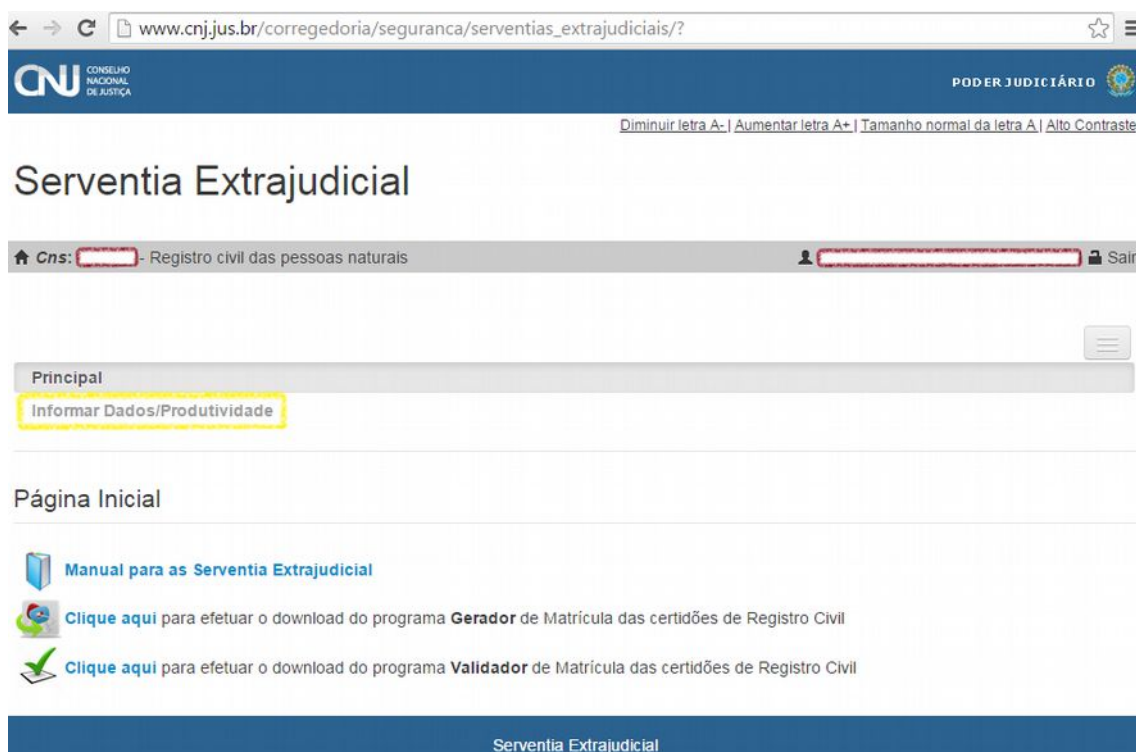 www.cnj.jus.br/corregedoria/seguranca/serventias_extrajudiciais/?
CNJ CONSELHO NACIONAL DE JUSTIÇA
PODER JUDICIÁRIO
Diminuir letra A- | Aumentar letra A+ | Tamanho normal da letra A | Alto Contraste
Serventia Extrajudicial
Cns: - Registro civil das pessoas naturais Sair
Principal
Informar Dados/Produtividade
Página Inicial
Manual para as Serventia Extrajudicial
Clique aqui para efetuar o download do programa Gerador de Matrícula das certidões de Registro Civil
Clique aqui para efetuar o download do programa Validador de Matrícula das certidões de Registro Civil
Serventia Extrajudicial